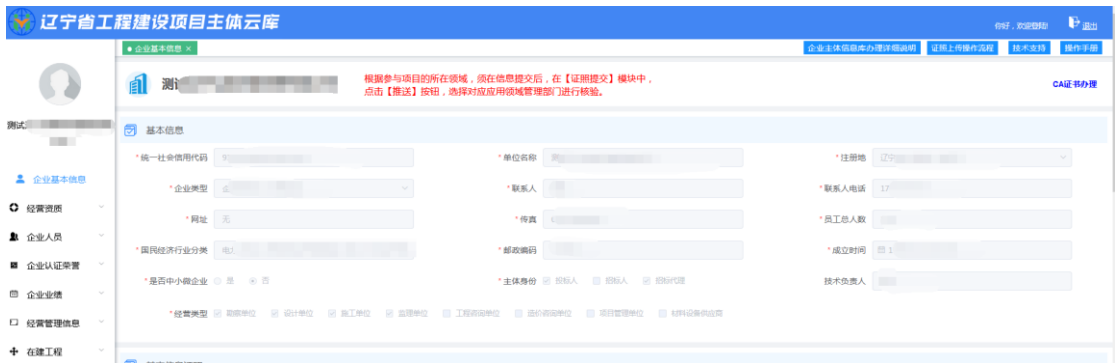 辽宁省工程建设项目主体云库
你好，欢迎登陆!
退出
企业基本信息 ×
企业主体信息库办理详细说明
证照上传操作流程
技术支持
操作手册
测试
根据参与项目的所在领域，须在信息提交后，在【证照提交】模块中，
点击【推送】按钮，选择对应应用领域管理部门进行核验。
CA证书办理
测试
基本信息
*统一社会信用代码 9
*单位名称
*注册地 辽宁
企业基本信息
*企业类型 企
*联系人
*联系人电话 17
经营资质
*网址 无
*传真
*员工总人数
企业人员
*国民经济行业分类 电力
*邮政编码
*成立时间 1
企业认证荣誉
*是否中小微企业 是 否
*主体身份 投标人 招标人 招标代理
技术负责人
企业业绩
*经营类型 勘察单位 设计单位 施工单位 监理单位 工程咨询单位 造价咨询单位 项目管理单位 材料设备供应商
经营管理信息
在建工程